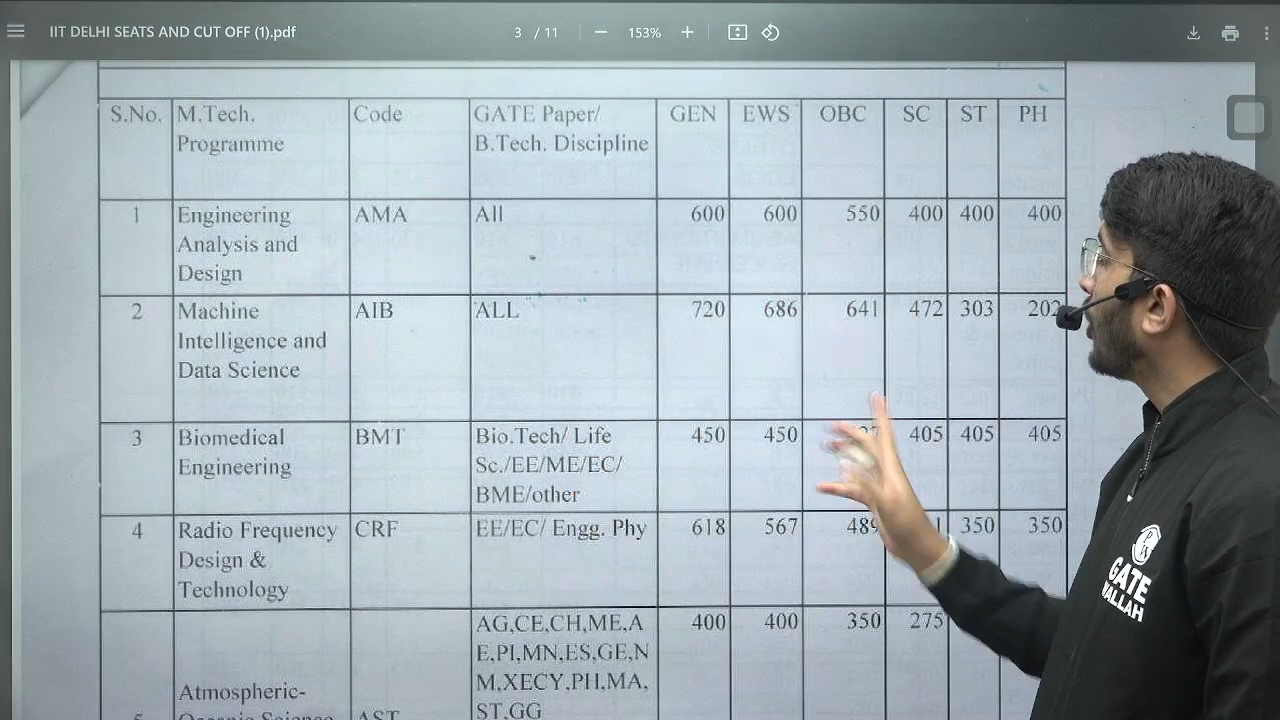 IIT DELHI SEATS AND CUT OFF (1).pdf 3 / 11 153%
S.No. M.Tech. Code GATE Paper/ GEN EWS OBC SC ST PH
Programme B.Tech. Discipline
1 Engineering AMA All 600 600 550 400 400 400
Analysis and
Design
2 Machine AIB ALL 720 686 641 472 303 202
Intelligence and
Data Science
3 Biomedical BMT Bio.Tech/ Life 450 450 405 405 405
Engineering Sc./EE/ME/EC/
BME/other
4 Radio Frequency CRF EE/EC/ Engg. Phy 618 567 489 350 350
Design &
Technology
AG,CE,CH,ME,A 400 400 350 275
E,PI,MN,ES,GE,N
M,XECY,PH,MA,
Atmospheric-
ST,GG
5 Oceanic Science AST
GATE
WALLAH